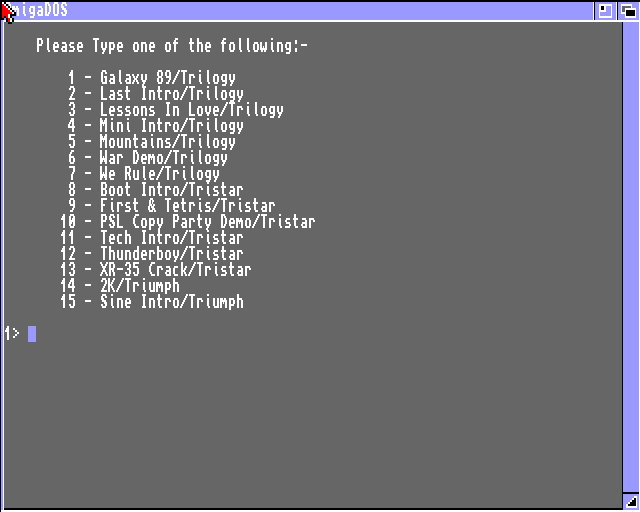 AmigaDOS
Please Type one of the following:-
1 - Galaxy 89/Trilogy
2 - Last Intro/Trilogy
3 - Lessons In Love/Trilogy
4 - Mini Intro/Trilogy
5 - Mountains/Trilogy
6 - War Demo/Trilogy
7 - We Rule/Trilogy
8 - Boot Intro/Tristar
9 - First & Tetris/Tristar
10 - PSL Copy Party Demo/Tristar
11 - Tech Intro/Tristar
12 - Thunderboy/Tristar
13 - XR-35 Crack/Tristar
14 - 2K/Triumph
15 - Sine Intro/Triumph
1>